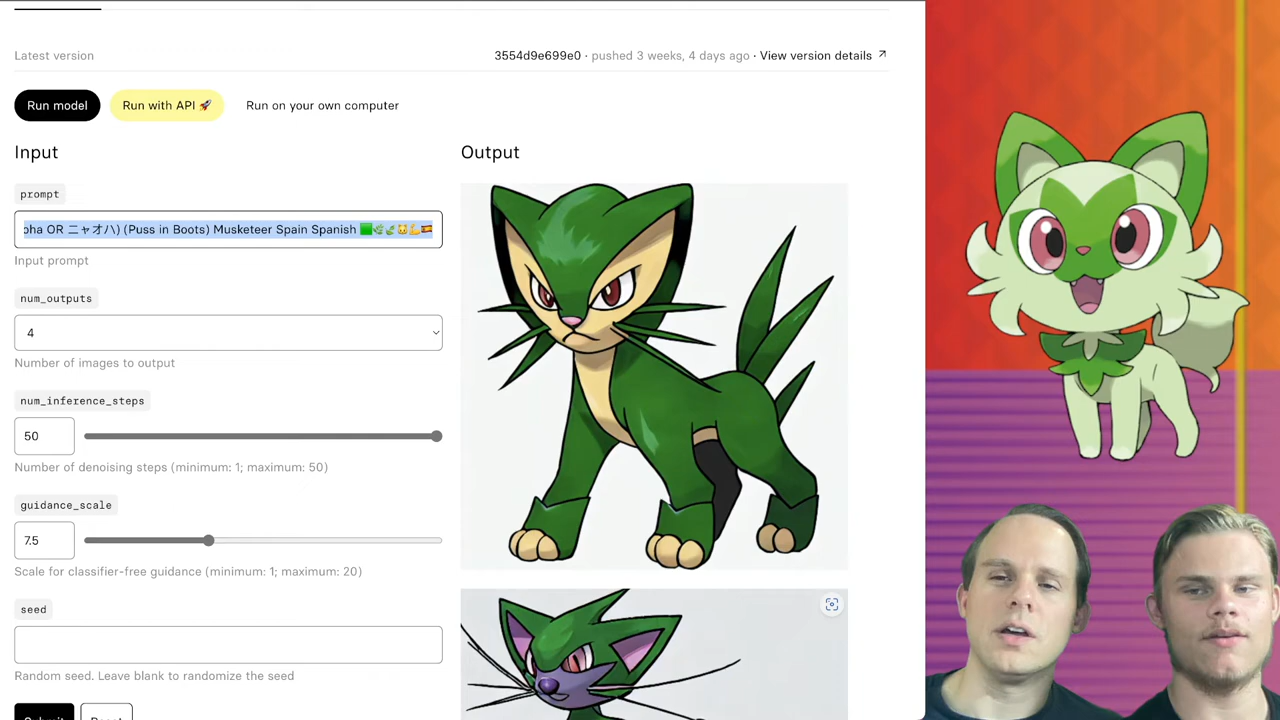 Latest version
3554d9e699e0 · pushed 3 weeks, 4 days ago · View version details ↗
Run model
Run with API 🚀
Run on your own computer
Input
Output
prompt
oha OR ニャオハ) (Puss in Boots) Musketeer Spain Spanish 🟩🌿🍃🐱💪🇪🇸
Input prompt
num_outputs
4
Number of images to output
num_inference_steps
50
Number of denoising steps (minimum: 1; maximum: 50)
guidance_scale
7.5
Scale for classifier-free guidance (minimum: 1; maximum: 20)
seed
Random seed. Leave blank to randomize the seed
Submit
Reset